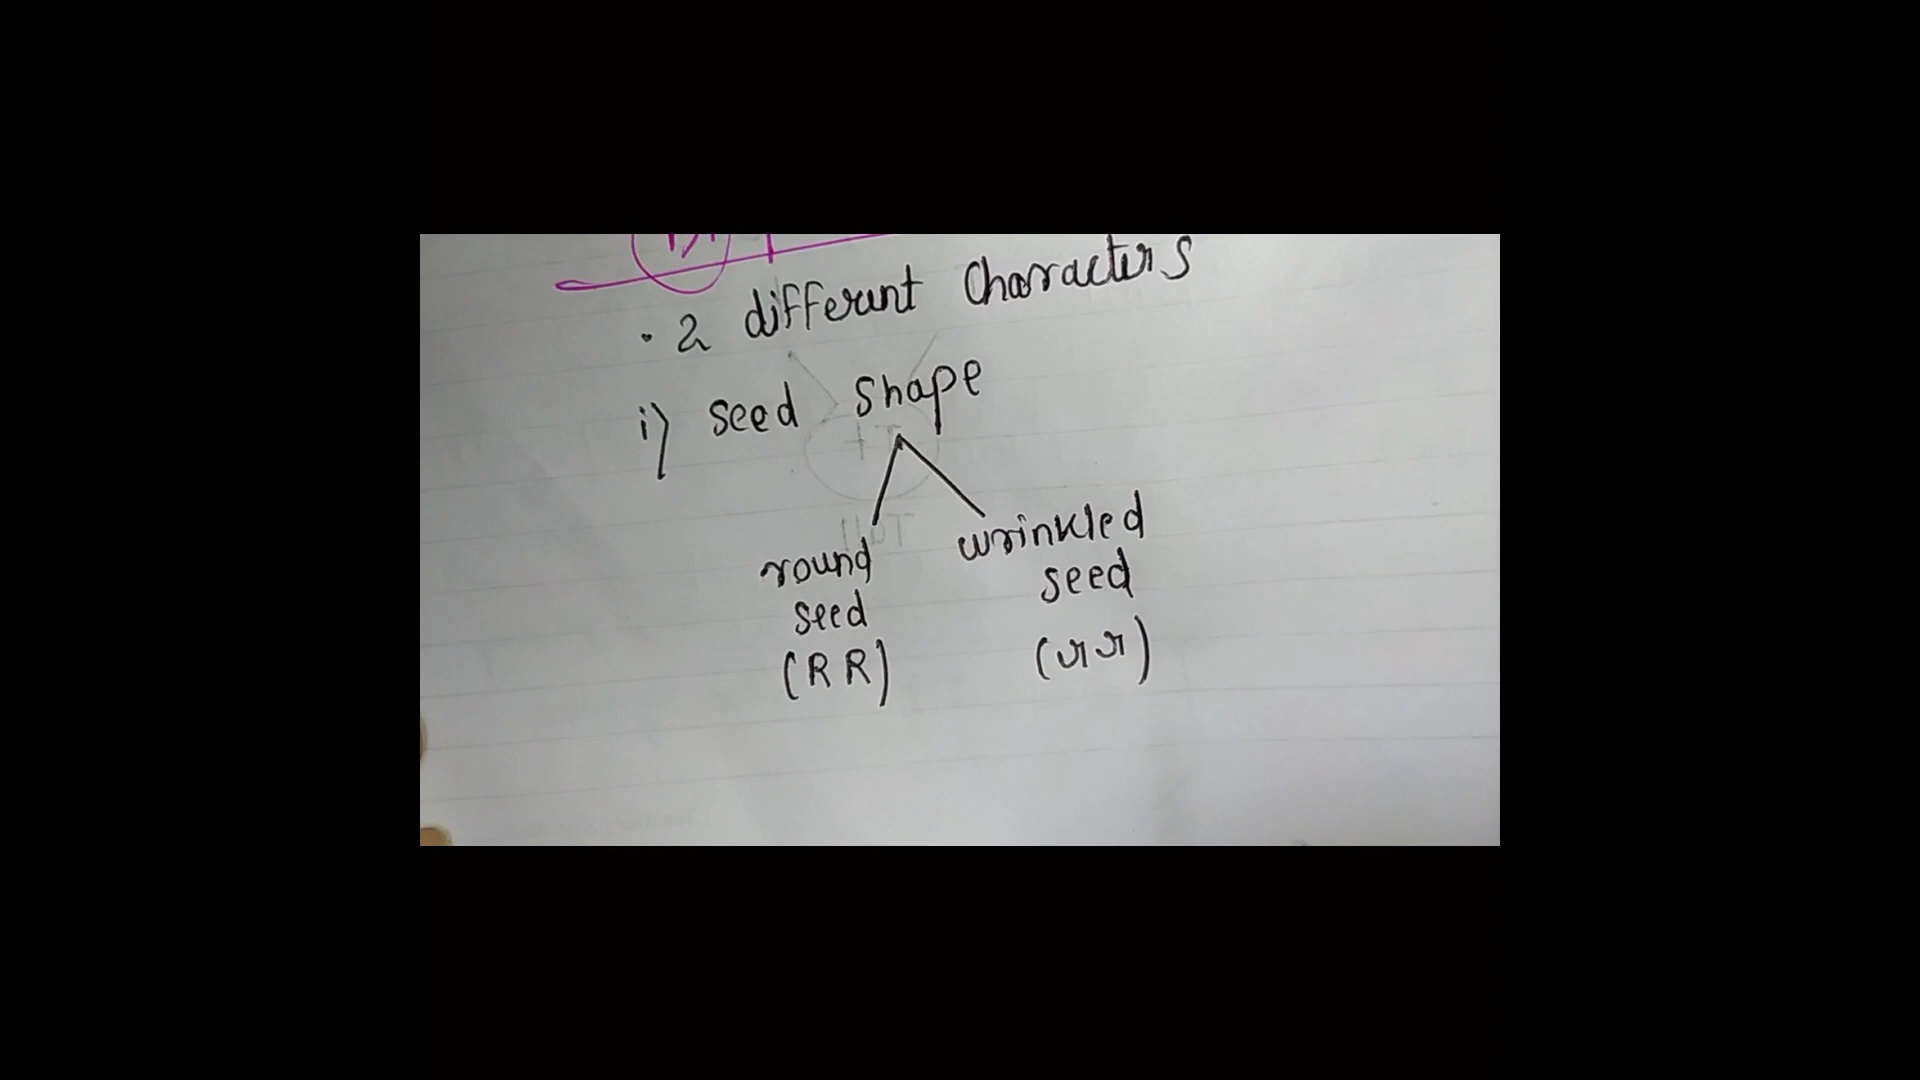 . 2 different Characters
i) seed shape
round
seed
(RR)
wrinkled
seed
(rr)